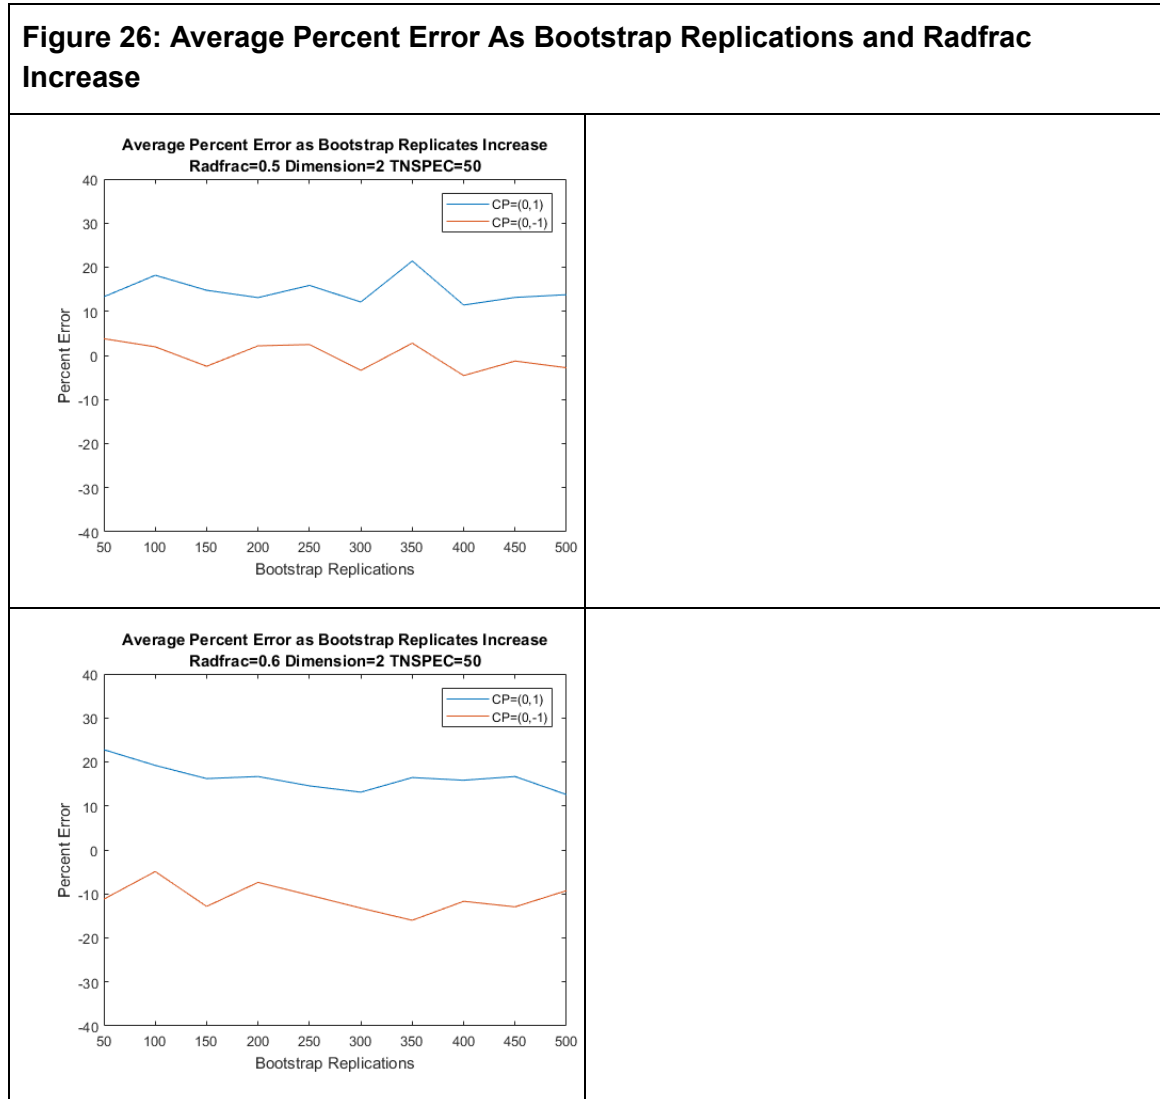 Figure 26: Average Percent Error As Bootstrap Replications and Radfrac
Increase
Average Percent Error as Bootstrap Replicates Increase
Radfrac=0.5 Dimension=2 TNSPEC=50
40
30
20
10
0
-10
-20
-30
-40
Percent Error
CP=(0,1)
CP=(0,-1)
50 100 150 200 250 300 350 400 450 500
Bootstrap Replications
Average Percent Error as Bootstrap Replicates Increase
Radfrac=0.6 Dimension=2 TNSPEC=50
40
30
20
10
0
-10
-20
-30
-40
Percent Error
CP=(0,1)
CP=(0,-1)
50 100 150 200 250 300 350 400 450 500
Bootstrap Replications